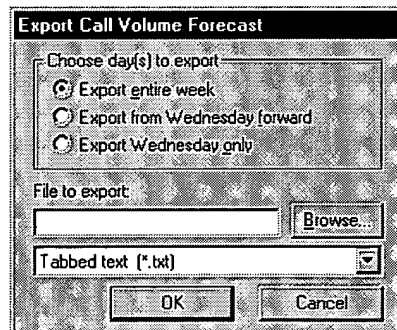 Export Call Volume Forecast
Choose day(s) to export
Export entire week
Export from Wednesday forward
Export Wednesday only
File to export:
Browse...
Tabbed text (*.txt)
OK Cancel